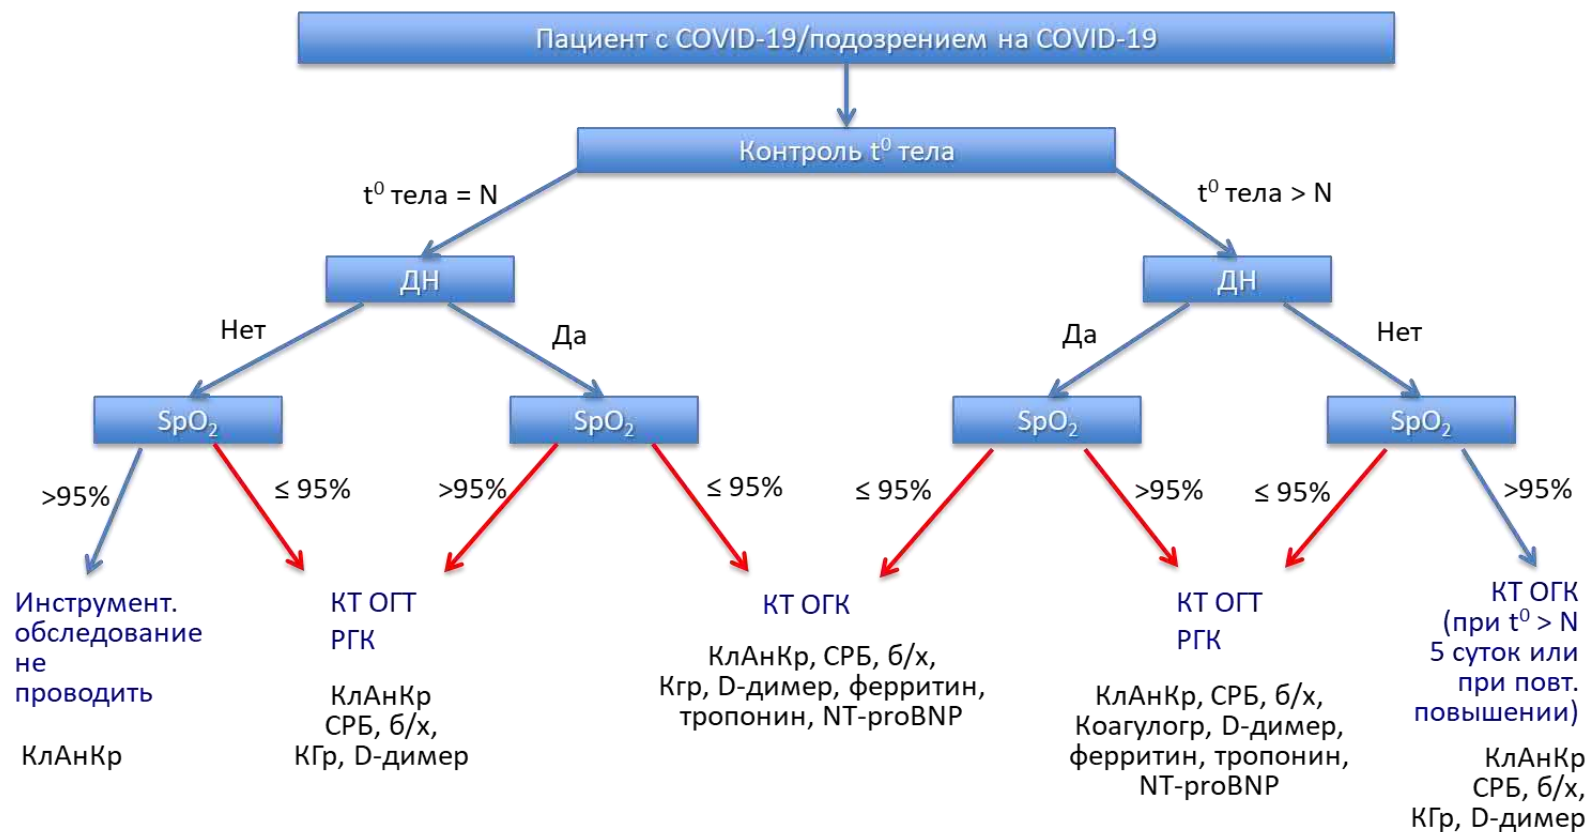 Пациент с COVID-19/подозрением на COVID-19
Контроль t⁰ тела
t⁰ тела = N
t⁰ тела > N
ДН
ДН
Нет
Да
Да
Нет
SpO₂
SpO₂
SpO₂
SpO₂
>95%
≤ 95%
>95%
≤ 95%
≤ 95%
>95%
≤ 95%
>95%
Инструмент.
обследование
не
проводить
КлАнКр
КТ ОГТ
РГК
КлАнКр
СРБ, б/х,
КГр, D-димер
КТ ОГК
КлАнКр, СРБ, б/х,
Кгр, D-димер, ферритин,
тропонин, NT-proBNP
КТ ОГТ
РГК
КлАнКр, СРБ, б/х,
Коагулогр, D-димер,
ферритин, тропонин,
NT-proBNP
КТ ОГК
(при t⁰ > N
5 суток или
при повт.
повышении)
КлАнКр
СРБ, б/х,
КГр, D-димер